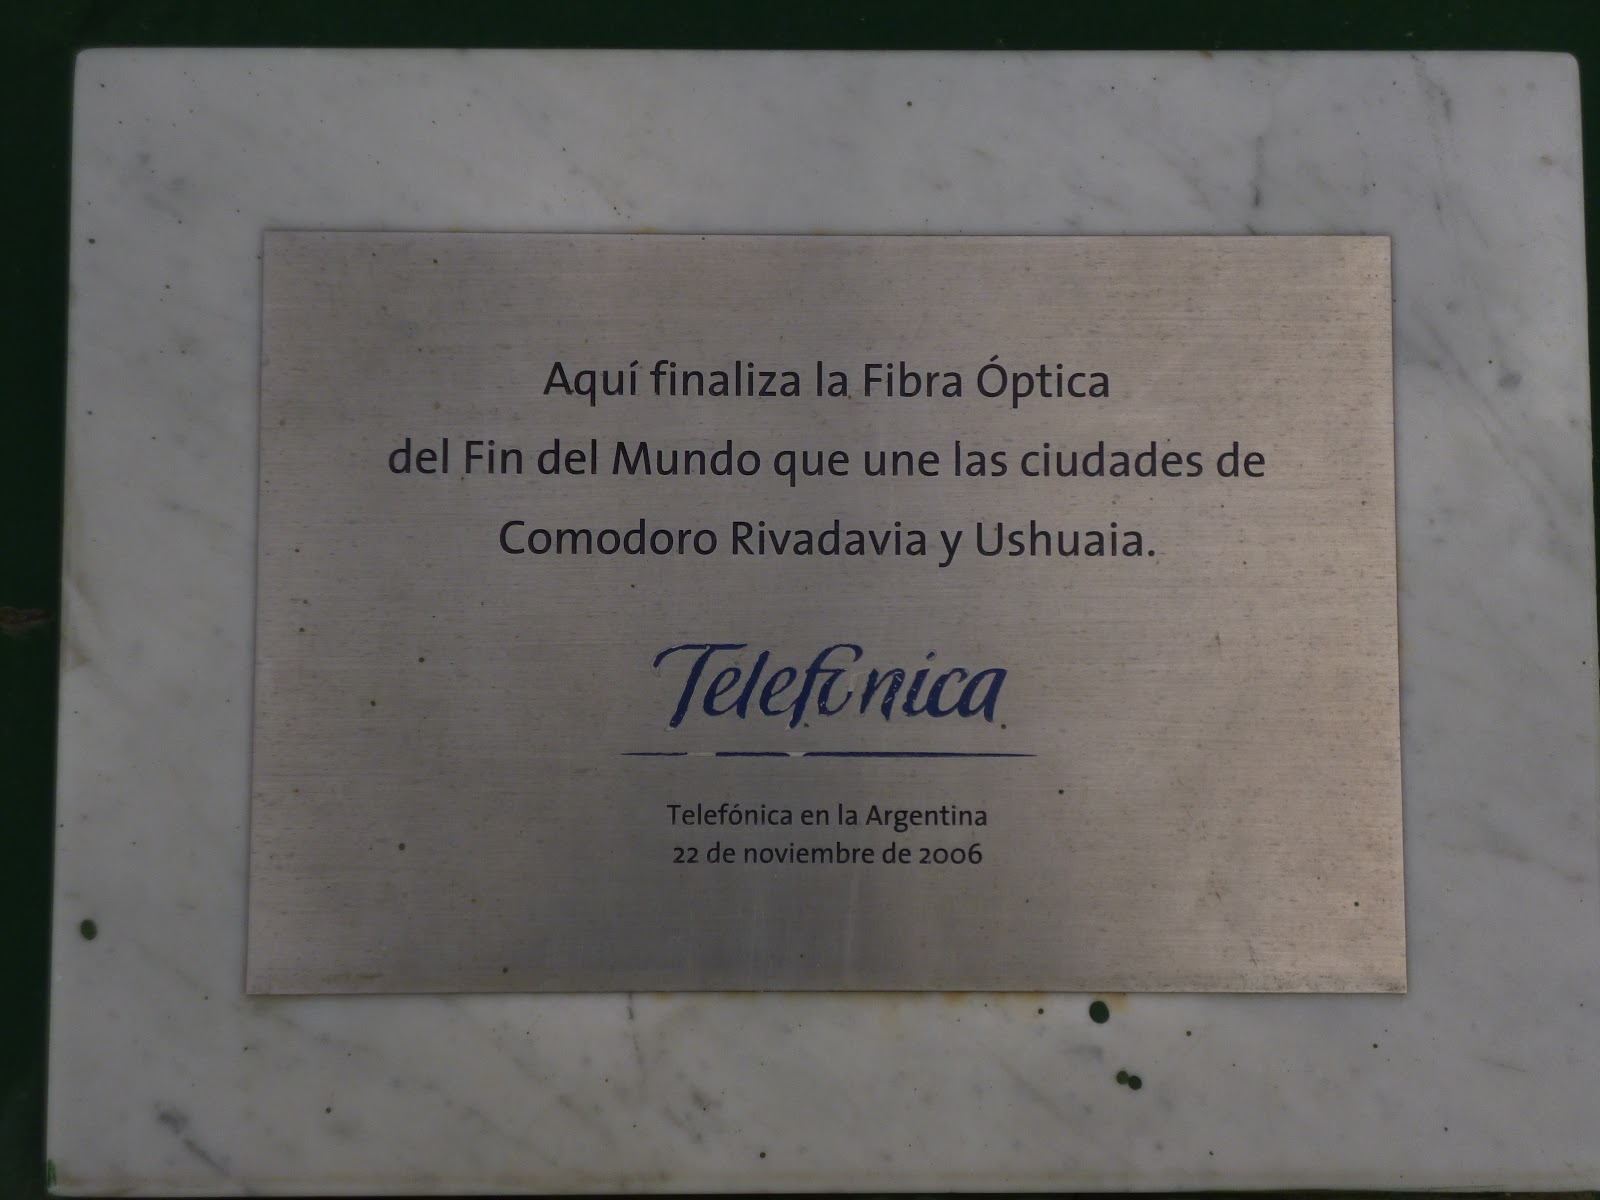 Aquí finaliza la Fibra Óptica
del Fin del Mundo que une las ciudades de
Comodoro Rivadavia y Ushuaia.
Telefónica
Telefónica en la Argentina
22 de noviembre de 2006